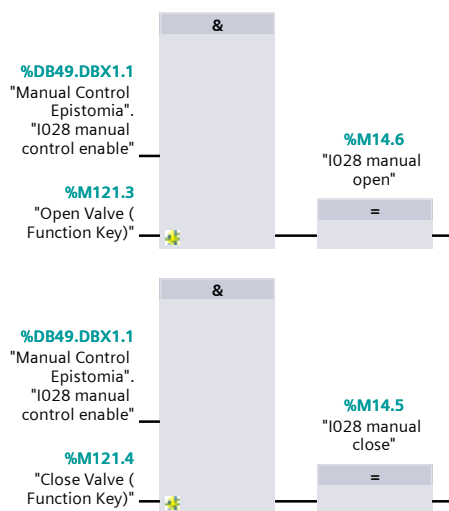 &
%DB49.DBX1.1
"Manual Control
Epistomia".
"I028 manual
control enable"
%M14.6
"I028 manual
open"
%M121.3
"Open Valve (
Function Key)"
=
&
%DB49.DBX1.1
"Manual Control
Epistomia".
"I028 manual
control enable"
%M14.5
"I028 manual
close"
%M121.4
"Close Valve (
Function Key)"
=